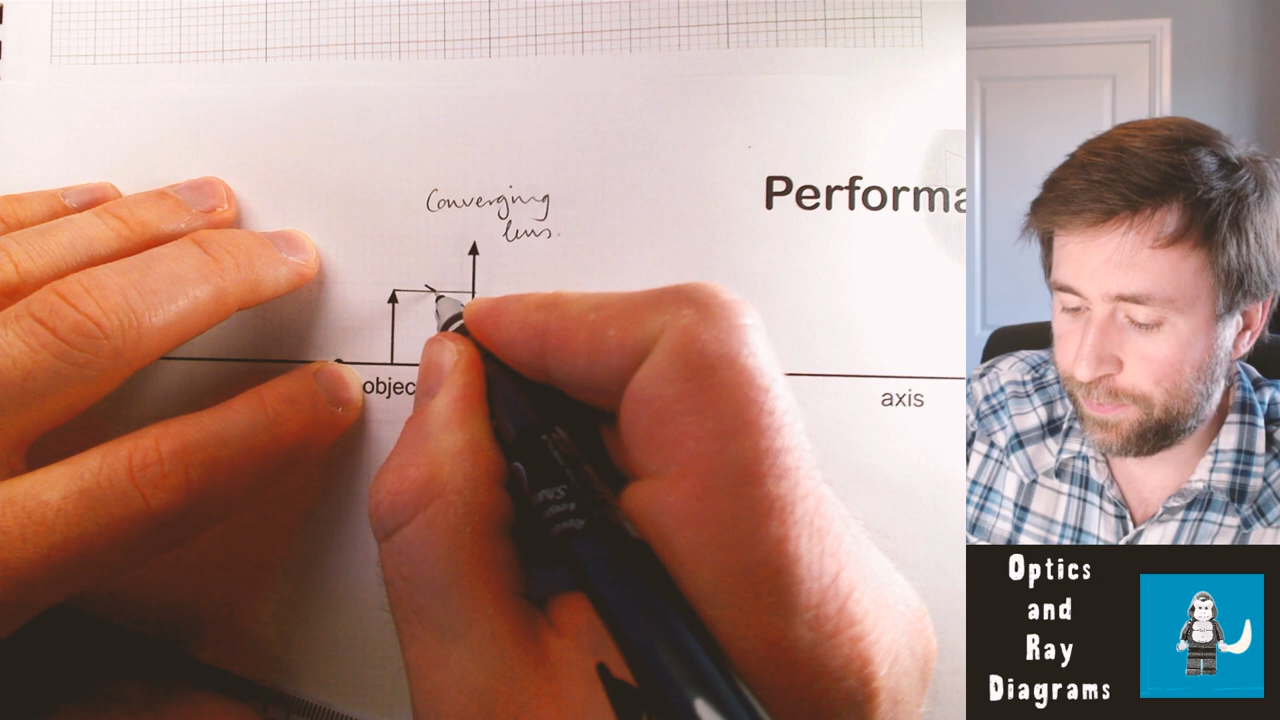 Converging
lens.
Performa
objec
axis
Optics
and
Ray
Diagrams